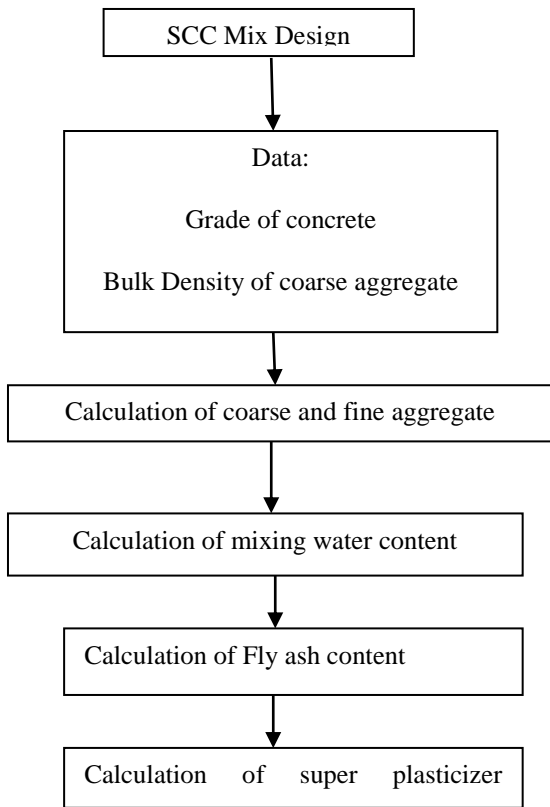 SCC Mix Design
Data:
Grade of concrete
Bulk Density of coarse aggregate
Calculation of coarse and fine aggregate
Calculation of mixing water content
Calculation of Fly ash content
Calculation of super plasticizer